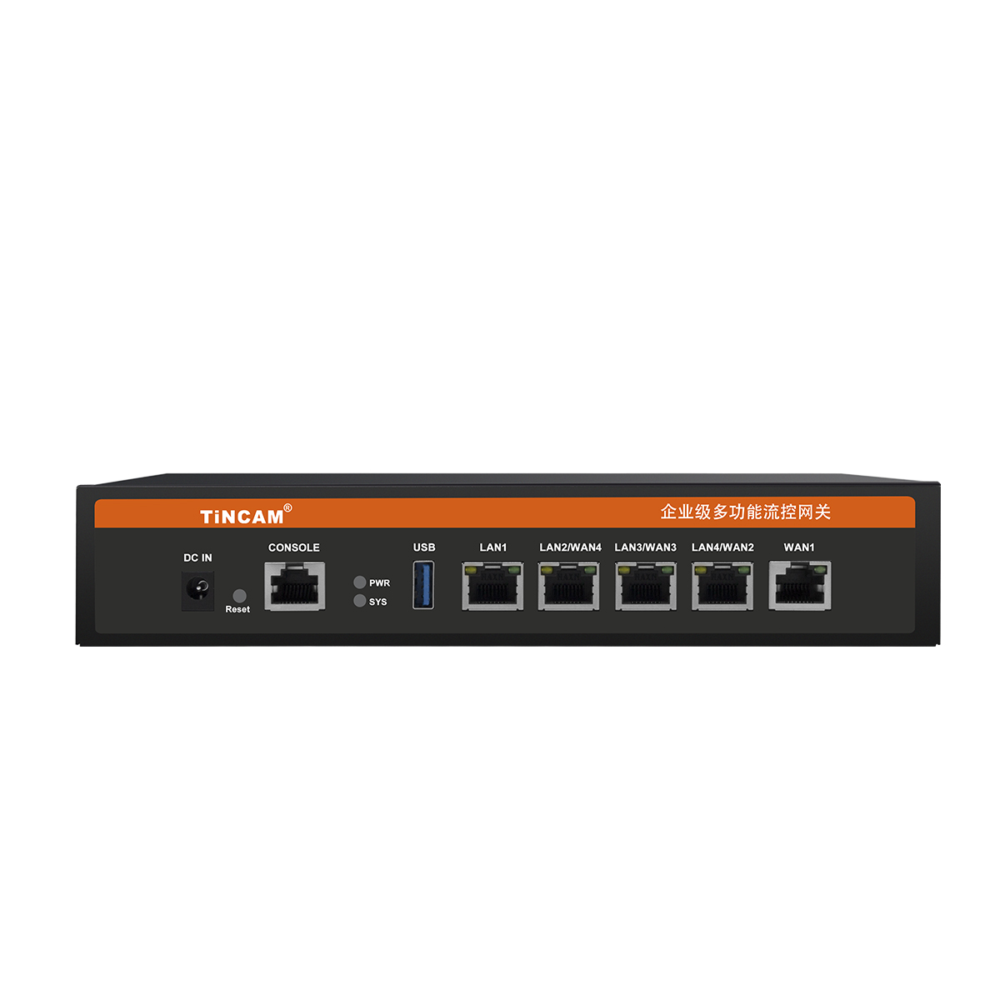 TiNCAM®
企业级多功能流控网关
DC IN
Reset
CONSOLE
PWR
SYS
USB
LAN1
LAN2/WAN4
LAN3/WAN3
LAN4/WAN2
WAN1